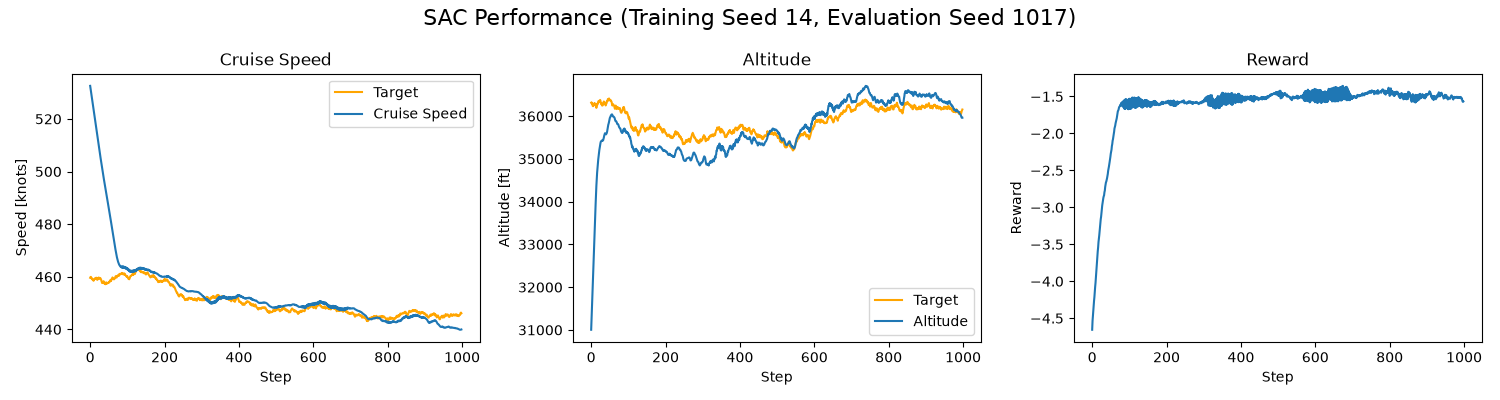 SAC Performance (Training Seed 14, Evaluation Seed 1017)
Cruise Speed
Speed [knots]
520
500
480
460
440
0 200 400 600 800 1000
Step
Target
Cruise Speed
Altitude
Altitude [ft]
36000
35000
34000
33000
32000
31000
0 200 400 600 800 1000
Step
Target
Altitude
Reward
Reward
−1.5
−2.0
−2.5
−3.0
−3.5
−4.0
−4.5
0 200 400 600 800 1000
Step